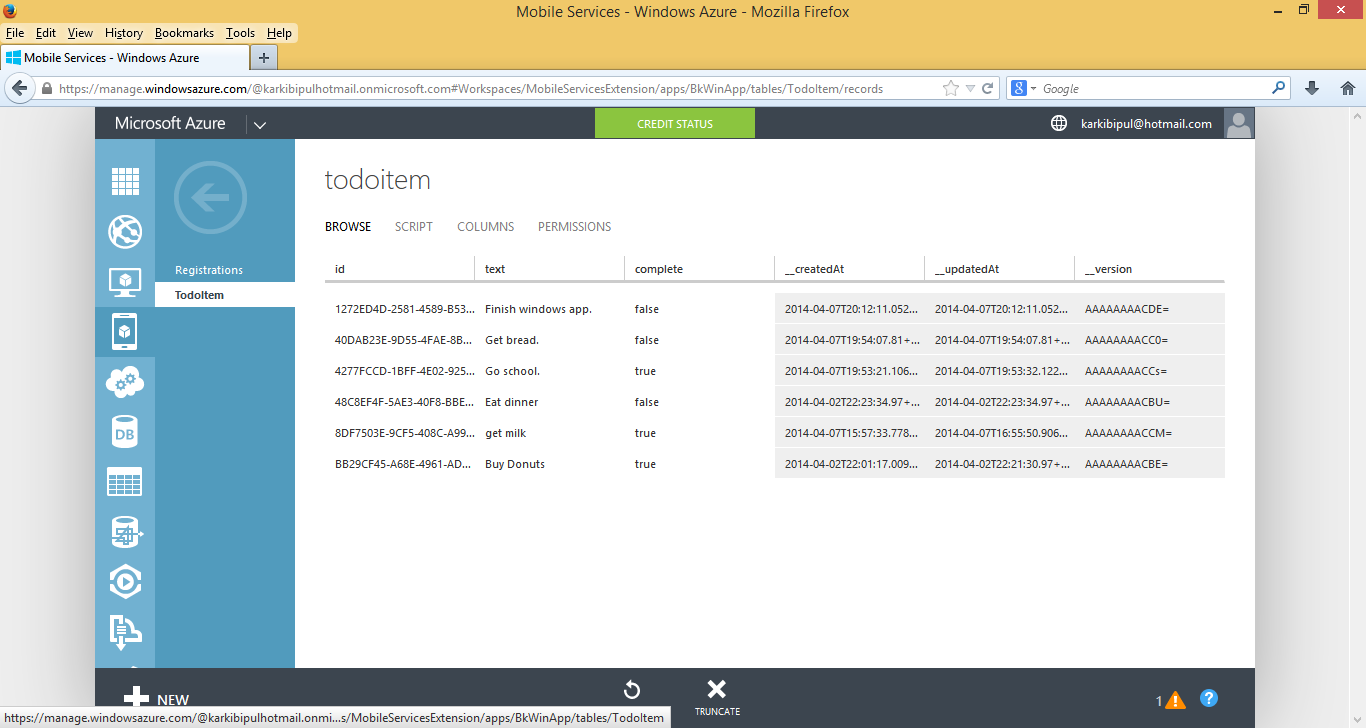 Mobile Services - Windows Azure - Mozilla Firefox
File Edit View History Bookmarks Tools Help
Mobile Services - Windows Azure
https://manage.windowsazure.com/@karkibipulhotmail.onmicrosoft.com#Workspaces/MobileServicesExtension/apps/BkWinApp/tables/TodoItem/records
8 Google
Microsoft Azure CREDIT STATUS karkibipul@hotmail.com
todoitem
BROWSE SCRIPT COLUMNS PERMISSIONS
Registrations
TodoItem
DB
id text complete __createdAt __updatedAt __version
1272ED4D-2581-4589-B53... Finish windows app. false 2014-04-07T20:12:11.052... 2014-04-07T20:12:11.052... AAAAAAAACDE=
40DAB23E-9D55-4FAE-8B... Get bread. false 2014-04-07T19:54:07.81+... 2014-04-07T19:54:07.81+... AAAAAAAACC0=
4277FCCD-1BFF-4E02-925... Go school. true 2014-04-07T19:53:21.106... 2014-04-07T19:53:32.122... AAAAAAAACCs=
48C8EF4F-5AE3-40F8-BBE... Eat dinner false 2014-04-02T22:23:34.97+... 2014-04-02T22:23:34.97+... AAAAAAAACBU=
8DF7503E-9CF5-408C-A99... get milk true 2014-04-07T15:57:33.778... 2014-04-07T16:55:50.906... AAAAAAAACCM=
BB29CF45-A68E-4961-AD... Buy Donuts true 2014-04-02T22:01:17.009... 2014-04-02T22:21:30.97+... AAAAAAAACBE=
NEW
TRUNCATE
1 ! ?
https://manage.windowsazure.com/@karkibipulhotmail.onmi...s/MobileServicesExtension/apps/BkWinApp/tables/TodoItem